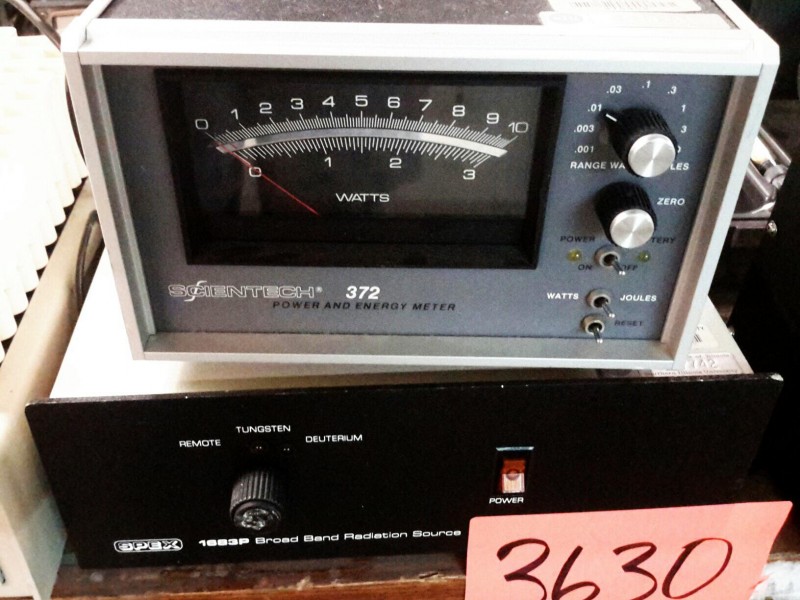 .03 .1 .3
.01 1
.003 3
.001
RANGE
0 1 2 3 4 5 6 7 8 9 10
0 1 2 3
WATTS
ZERO
POWER
ON OFF
SCIENTECH® 372
POWER AND ENERGY METER
WATTS JOULES
RESET
REMOTE TUNGSTEN DEUTERIUM
POWER
SPEX 1683P Broad Band Radiation Source
3630